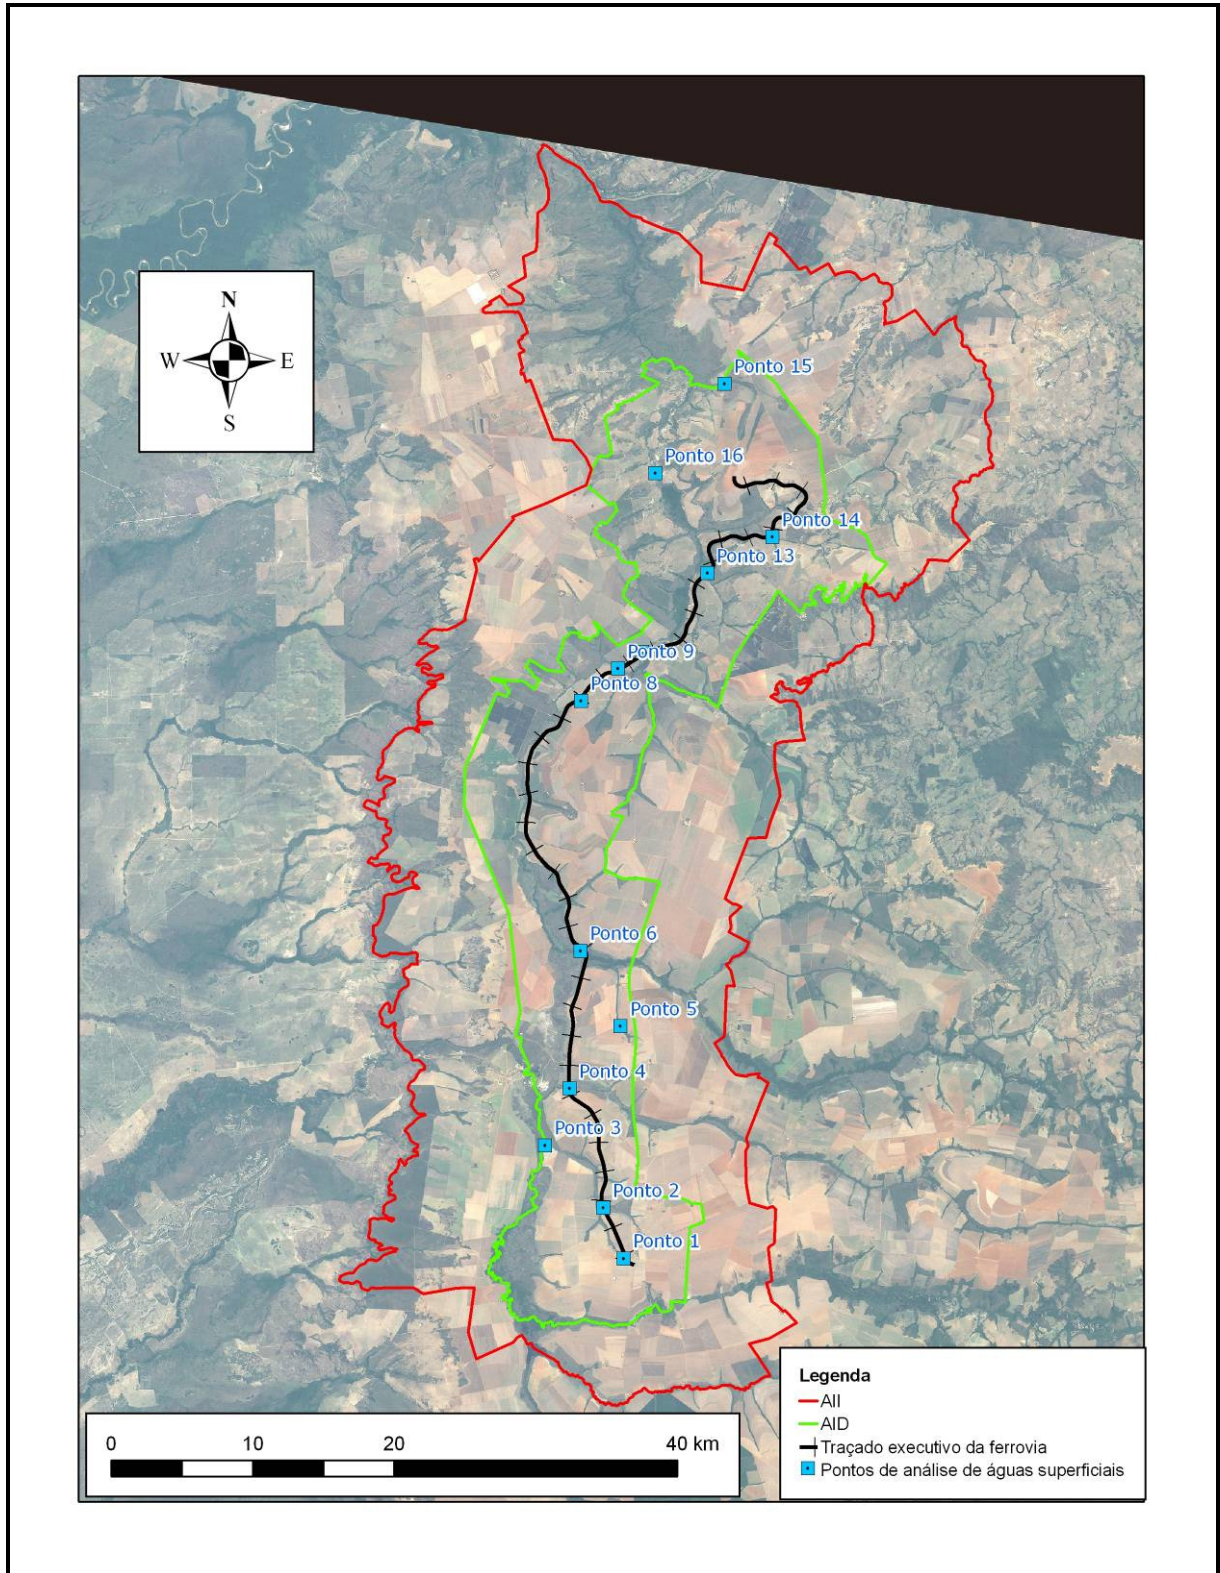 N
W E
S
Ponto 15
Ponto 16
Ponto 14
Ponto 13
Ponto 9
Ponto 8
Ponto 6
Ponto 5
Ponto 4
Ponto 3
Ponto 2
Ponto 1
Legenda
AII
AID
Traçado executivo da ferrovia
Pontos de análise de águas superficiais
0 10 20 40 km